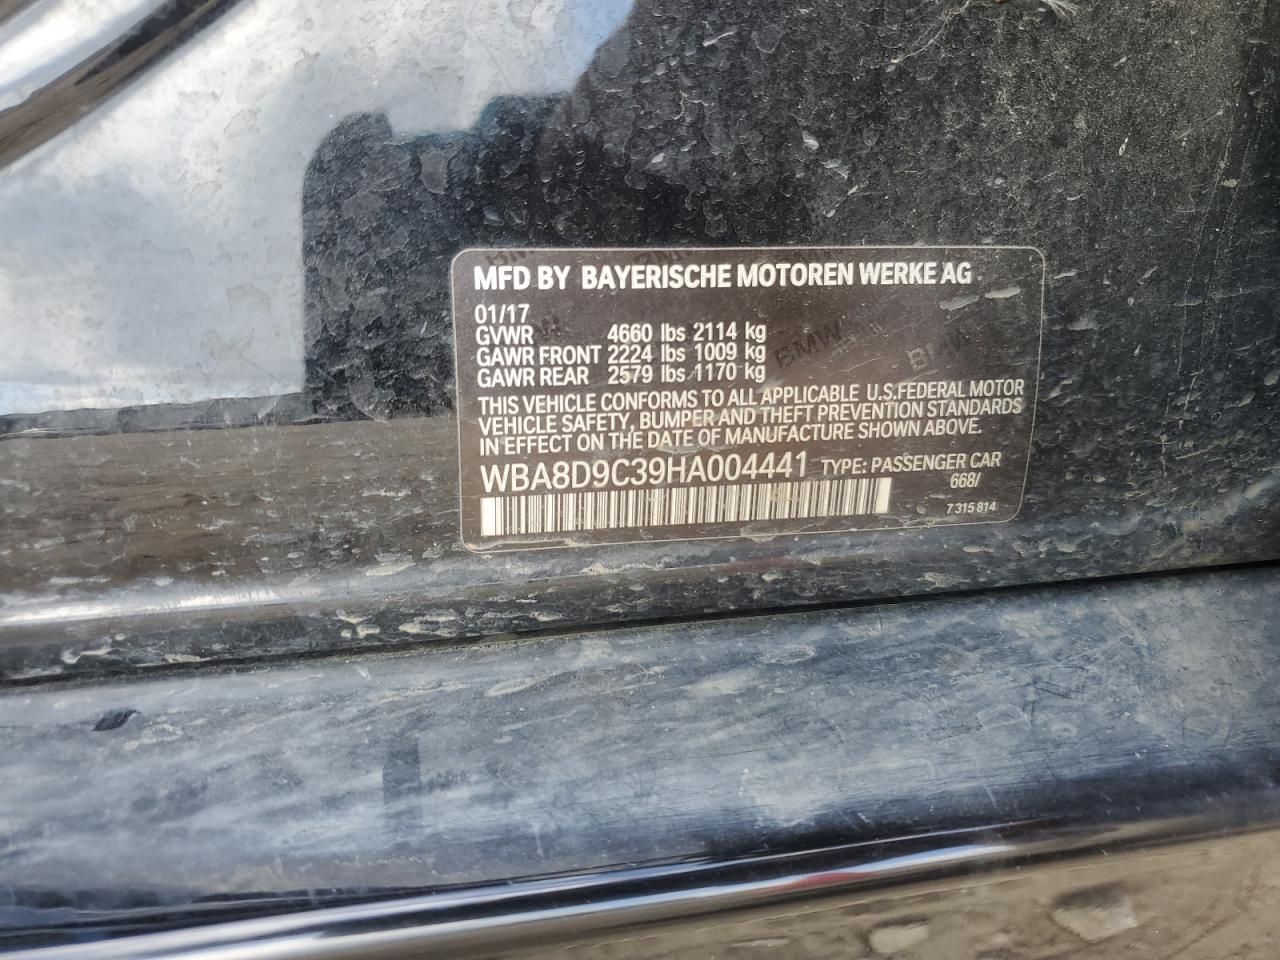 MFD BY BAYERISCHE MOTOREN WERKE AG
01/17
GVWR 4660 lbs 2114 kg
GAWR FRONT 2224 lbs 1009 kg
GAWR REAR 2579 lbs 1170 kg
THIS VEHICLE CONFORMS TO ALL APPLICABLE U.S.FEDERAL MOTOR
VEHICLE SAFETY, BUMPER AND THEFT PREVENTION STANDARDS
IN EFFECT ON THE DATE OF MANUFACTURE SHOWN ABOVE.
WBA8D9C39HA004441 TYPE: PASSENGER CAR
668/
7 315 814